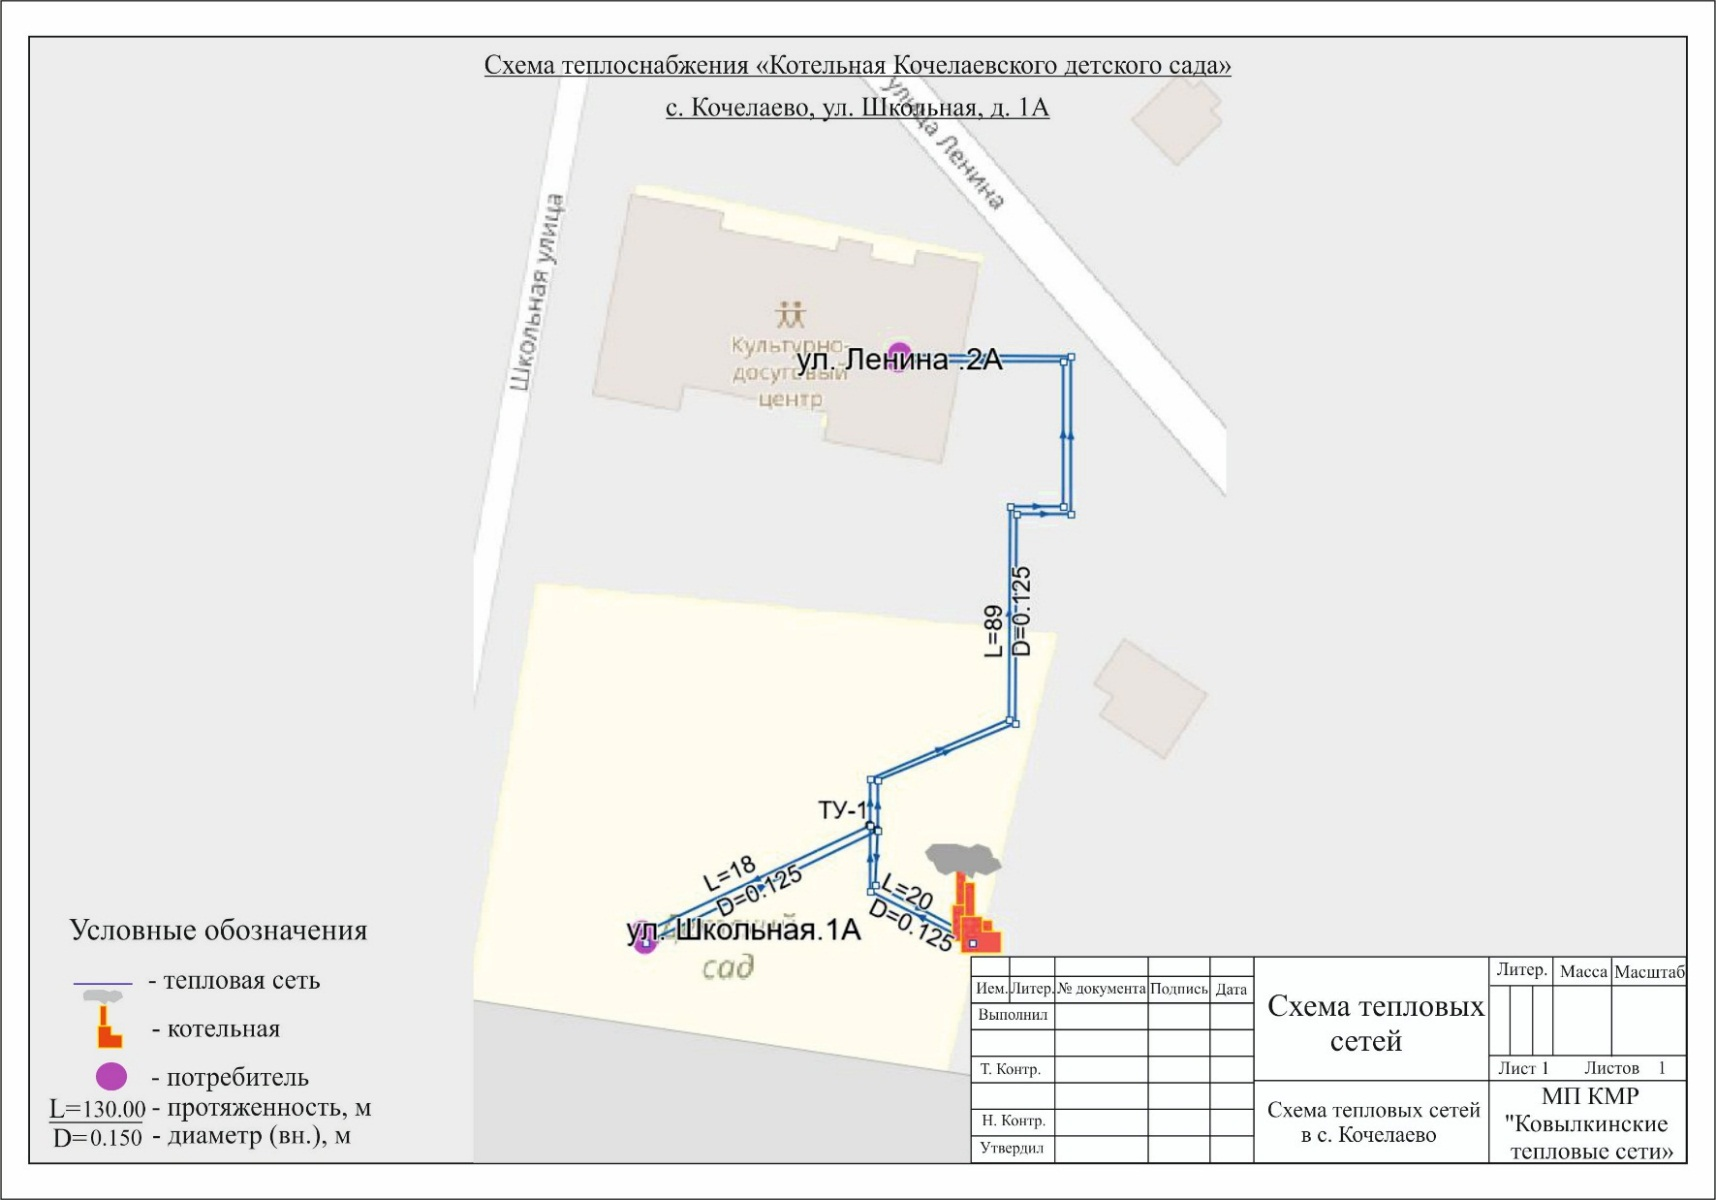 Схема теплоснабжения «Котельная Кочелаевского детского сада»
с. Кочелаево, ул. Школьная, д. 1А
улица Ленина
Школьная улица
Культурно-
досуговый
центр
ул. Ленина .2А
L=89
D=0.125
ТУ-1
L=18
D=0.125
L=20
D=0.125
ул. Школьная.1А
сад
Условные обозначения
- тепловая сеть
- котельная
- потребитель
L=130.00 - протяженность, м
D=0.150 - диаметр (вн.), м
Ием. Литер. № документа Подпись Дата
Выполнил
Т. Контр.
Н. Контр.
Утвердил
Схема тепловых
сетей
Схема тепловых сетей
в с. Кочелаево
Литер. Масса Масштаб
Лист 1 Листов 1
МП КМР
"Ковылкинские
тепловые сети»